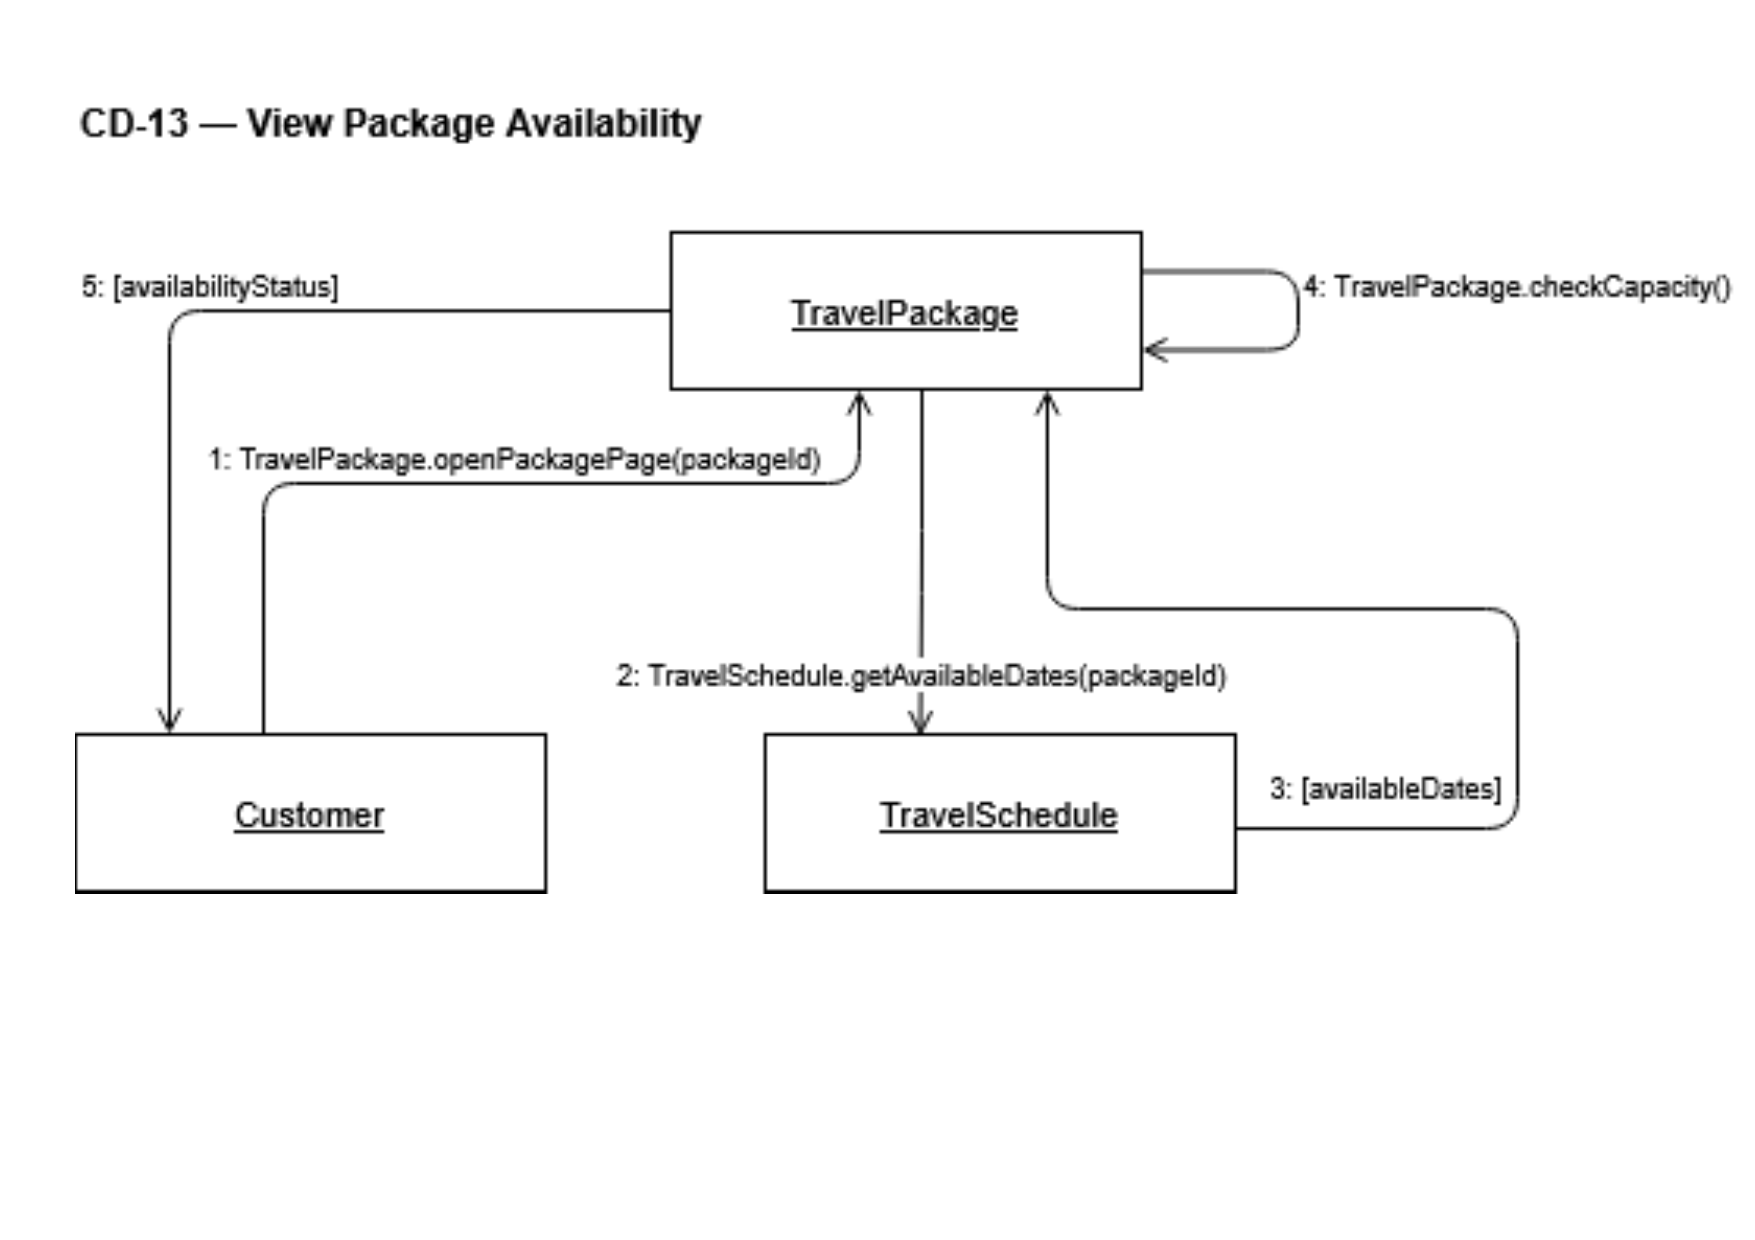 CD-13 — View Package Availability
5: [availabilityStatus]
TravelPackage
4: TravelPackage.checkCapacity()
1: TravelPackage.openPackagePage(packageId)
2: TravelSchedule.getAvailableDates(packageId)
3: [availableDates]
Customer
TravelSchedule